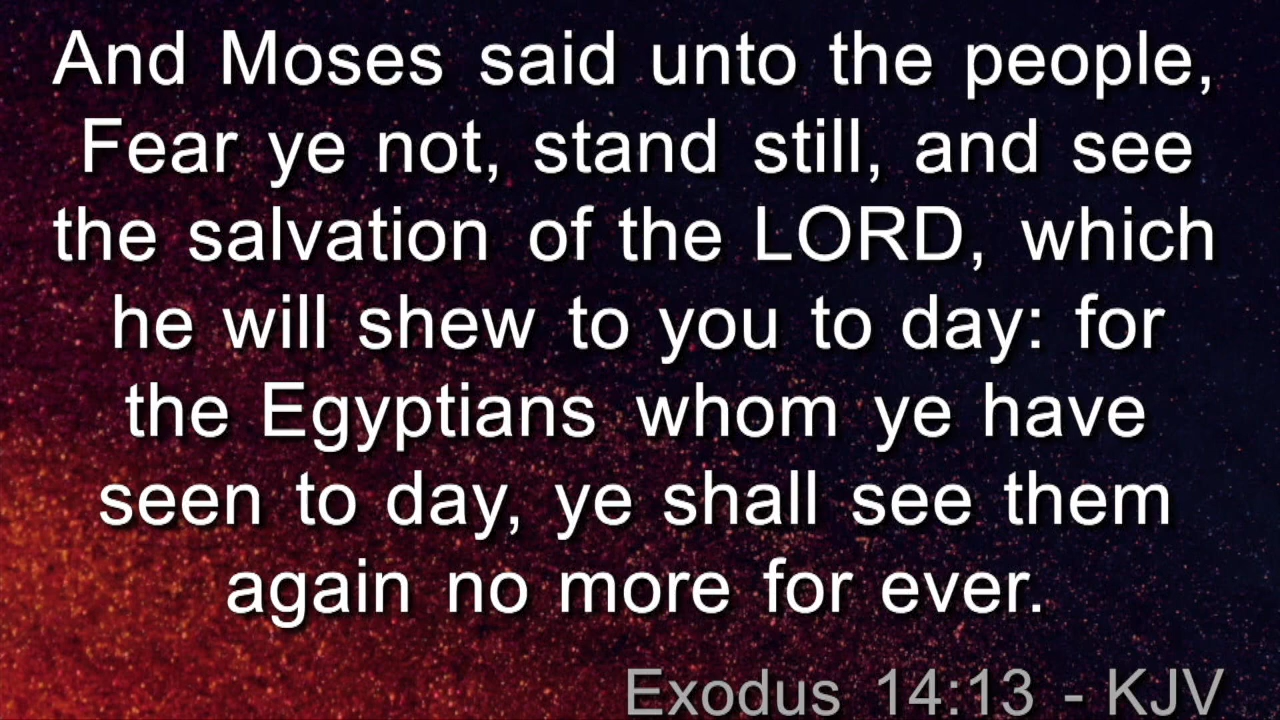 And Moses said unto the people,
Fear ye not, stand still, and see
the salvation of the LORD, which
he will shew to you to day: for
the Egyptians whom ye have
seen to day, ye shall see them
again no more for ever.
Exodus 14:13 - KJV